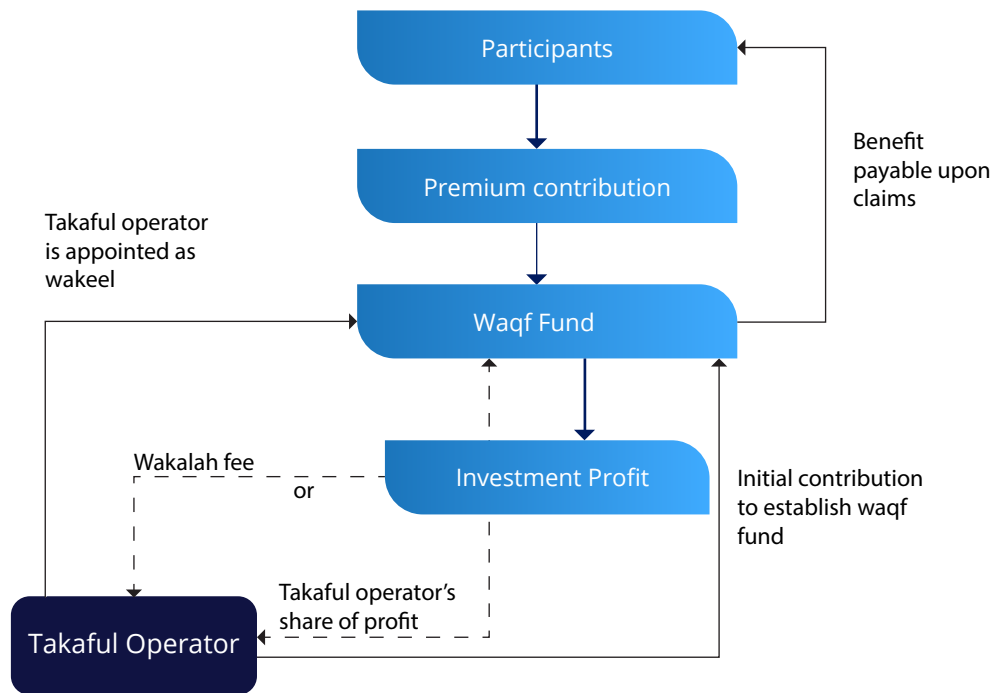 Participants
Benefit
payable upon
claims
Premium contribution
Takaful operator
is appointed as
wakeel
Waqf Fund
Wakalah fee
or
Investment Profit
Initial contribution
to establish waqf
fund
Takaful operator’s
share of profit
Takaful Operator